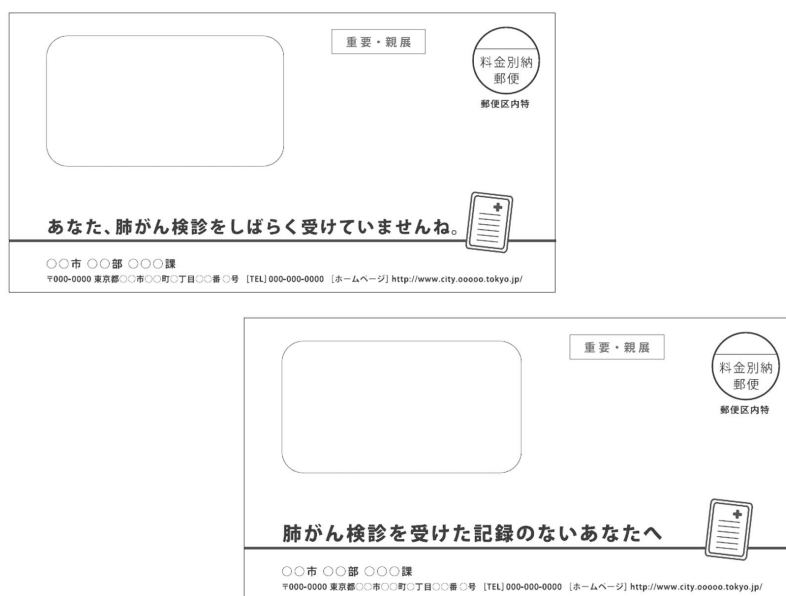 重要・親展
料金別納
郵便
郵便区内特
あなた、肺がん検診をしばらく受けていませんね。
○○市 ○○部 ○○○課
〒000-0000 東京都○○市○○町○丁目○○番○号 [TEL] 000-000-0000 [ホームページ] http://www.city.ooooo.tokyo.jp/
重要・親展
料金別納
郵便
郵便区内特
肺がん検診を受けた記録のないあなたへ
○○市 ○○部 ○○○課
〒000-0000 東京都○○市○○町○丁目○○番○号 [TEL] 000-000-0000 [ホームページ] http://www.city.ooooo.tokyo.jp/